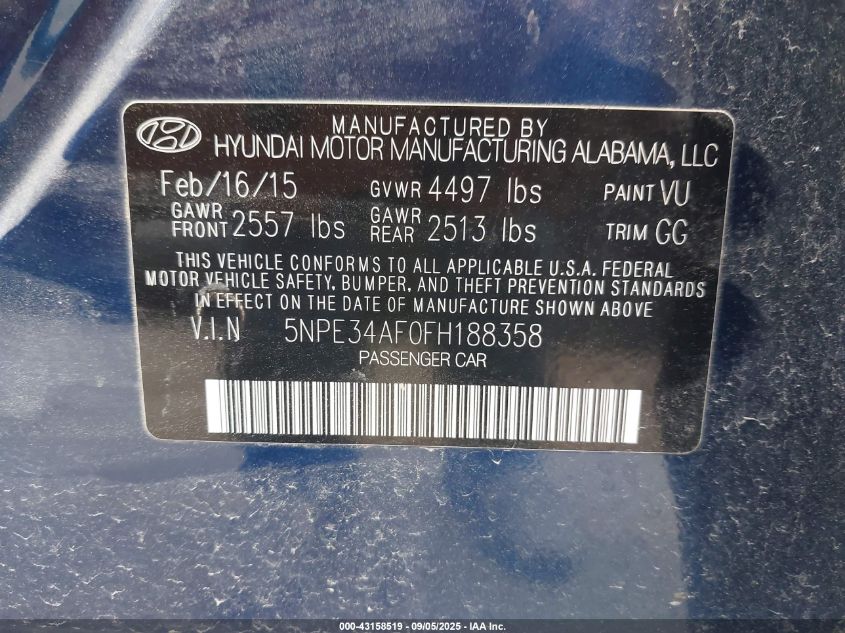 MANUFACTURED BY
HYUNDAI MOTOR MANUFACTURING ALABAMA, LLC
Feb/16/15 GVWR 4497 lbs PAINT VU
GAWR FRONT 2557 lbs GAWR REAR 2513 lbs TRIM GG
THIS VEHICLE CONFORMS TO ALL APPLICABLE U.S.A. FEDERAL
MOTOR VEHICLE SAFETY, BUMPER, AND THEFT PREVENTION STANDARDS
IN EFFECT ON THE DATE OF MANUFACTURE SHOWN ABOVE
V.I.N 5NPE34AF0FH188358
PASSENGER CAR
000-43158519 - 09/05/2025 - IAA Inc.